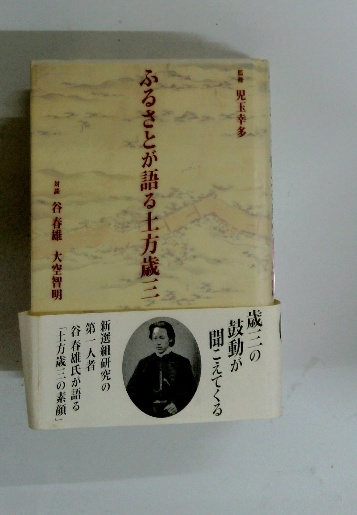 監修 児玉幸多
ふるさとが語る土方歳三
対談 谷春雄 大空智明
歳三の
鼓動が
聞こえてくる
新選組研究の
第一人者
谷春雄氏が語る
「土方歳三の素顔」